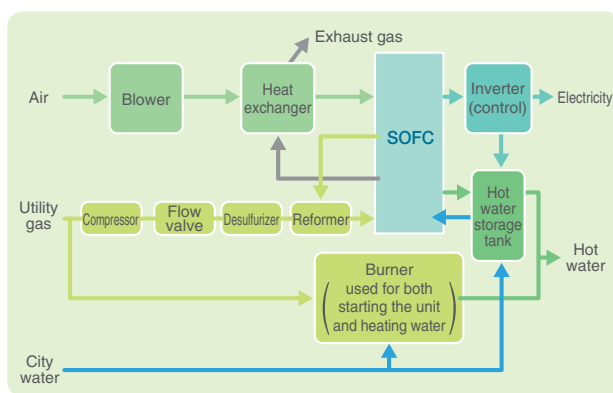 Exhaust gas
Air
Blower
Heat
exchanger
SOFC
Inverter
(control)
Electricity
Utility
gas
Compressor
Flow
valve
Desulfurizer
Reformer
Hot
water
storage
tank
Hot
water
Burner
(used for both
starting the unit
and heating water)
City
water